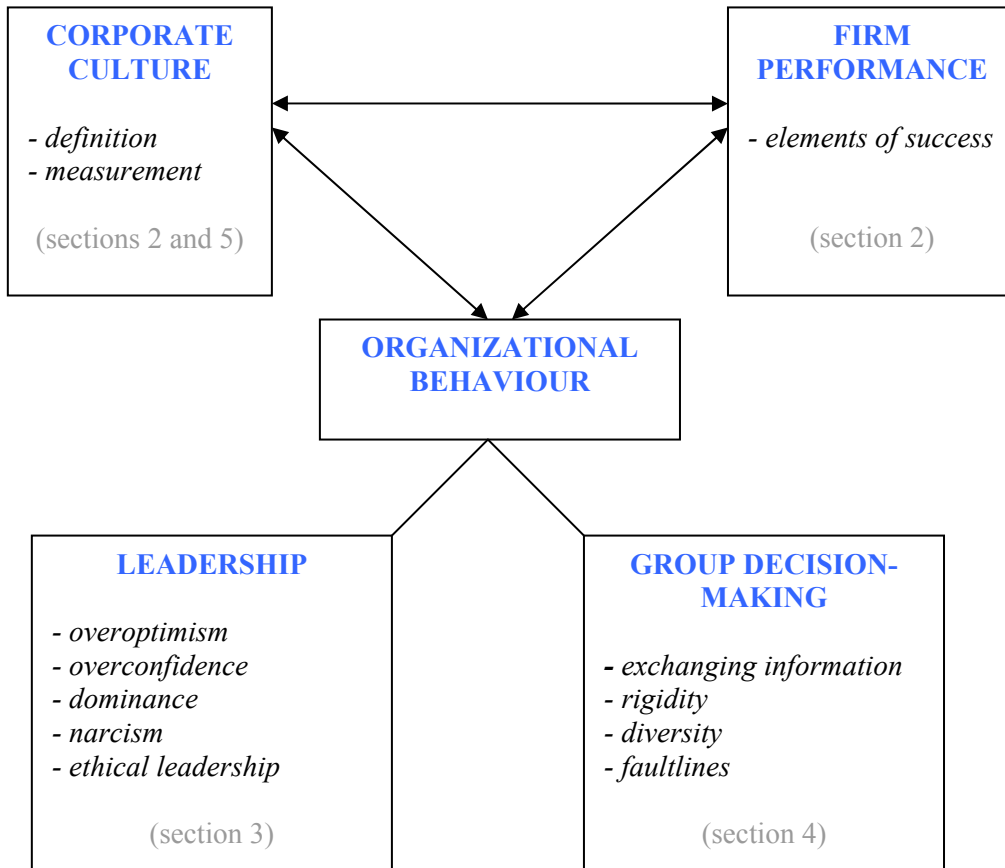 CORPORATE
CULTURE
- definition
- measurement
(sections 2 and 5)
FIRM
PERFORMANCE
- elements of success
(section 2)
ORGANIZATIONAL
BEHAVIOUR
LEADERSHIP
- overoptimism
- overconfidence
- dominance
- narcism
- ethical leadership
(section 3)
GROUP DECISION-
MAKING
- exchanging information
- rigidity
- diversity
- faultlines
(section 4)